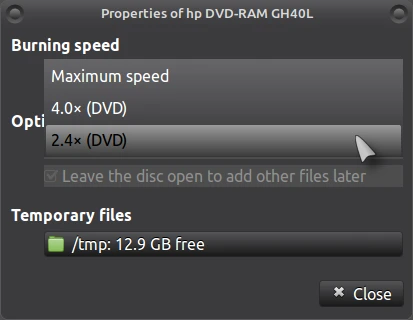 Properties of hp DVD-RAM GH40L
Burning speed
Maximum speed
4.0× (DVD)
Opti
2.4× (DVD)
Leave the disc open to add other files later
Temporary files
/tmp: 12.9 GB free
Close